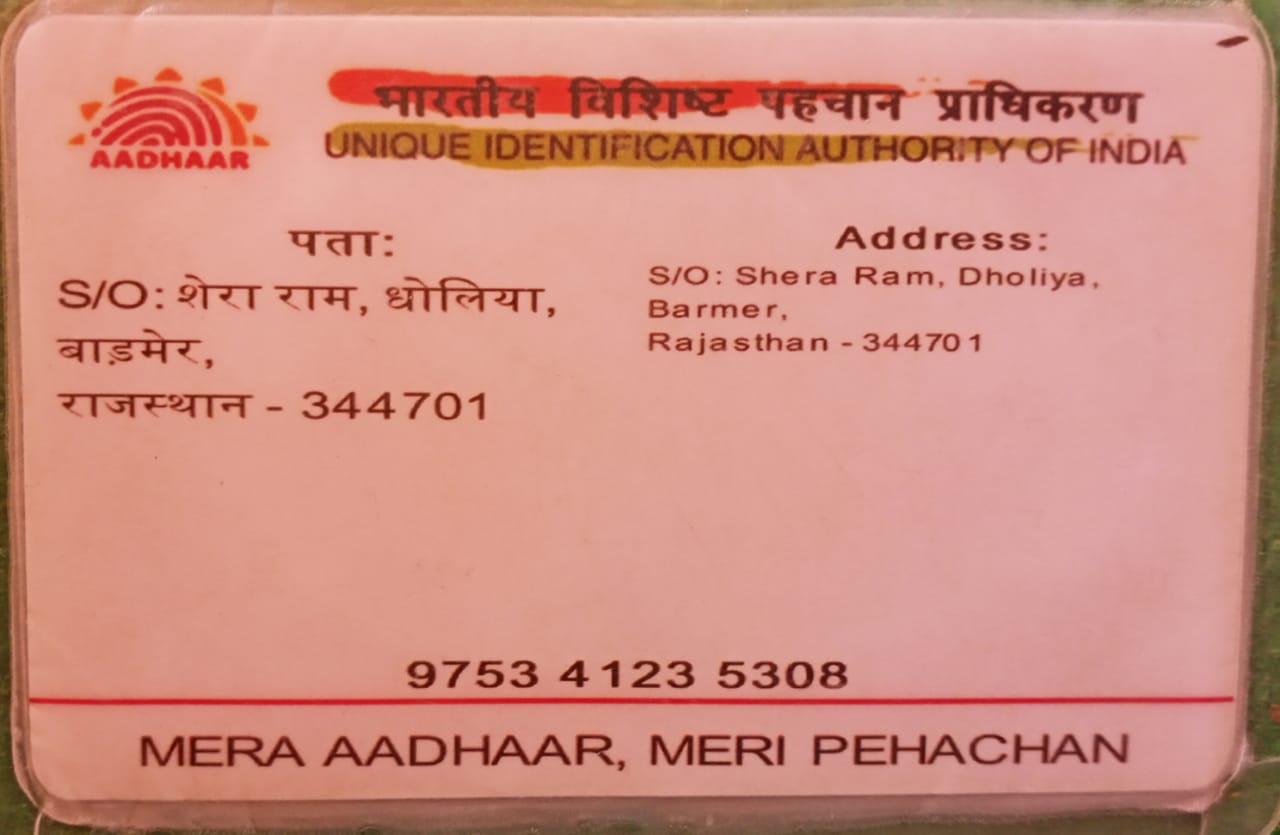 AADHAAR
भारतीय विशिष्ट पहचान प्राधिकरण
UNIQUE IDENTIFICATION AUTHORITY OF INDIA
पता:
S/O: शेरा राम, धोलिया,
बाड़मेर,
राजस्थान - 344701
Address:
S/O: Shera Ram, Dholiya,
Barmer,
Rajasthan - 344701
9753 4123 5308
MERA AADHAAR, MERI PEHACHAN